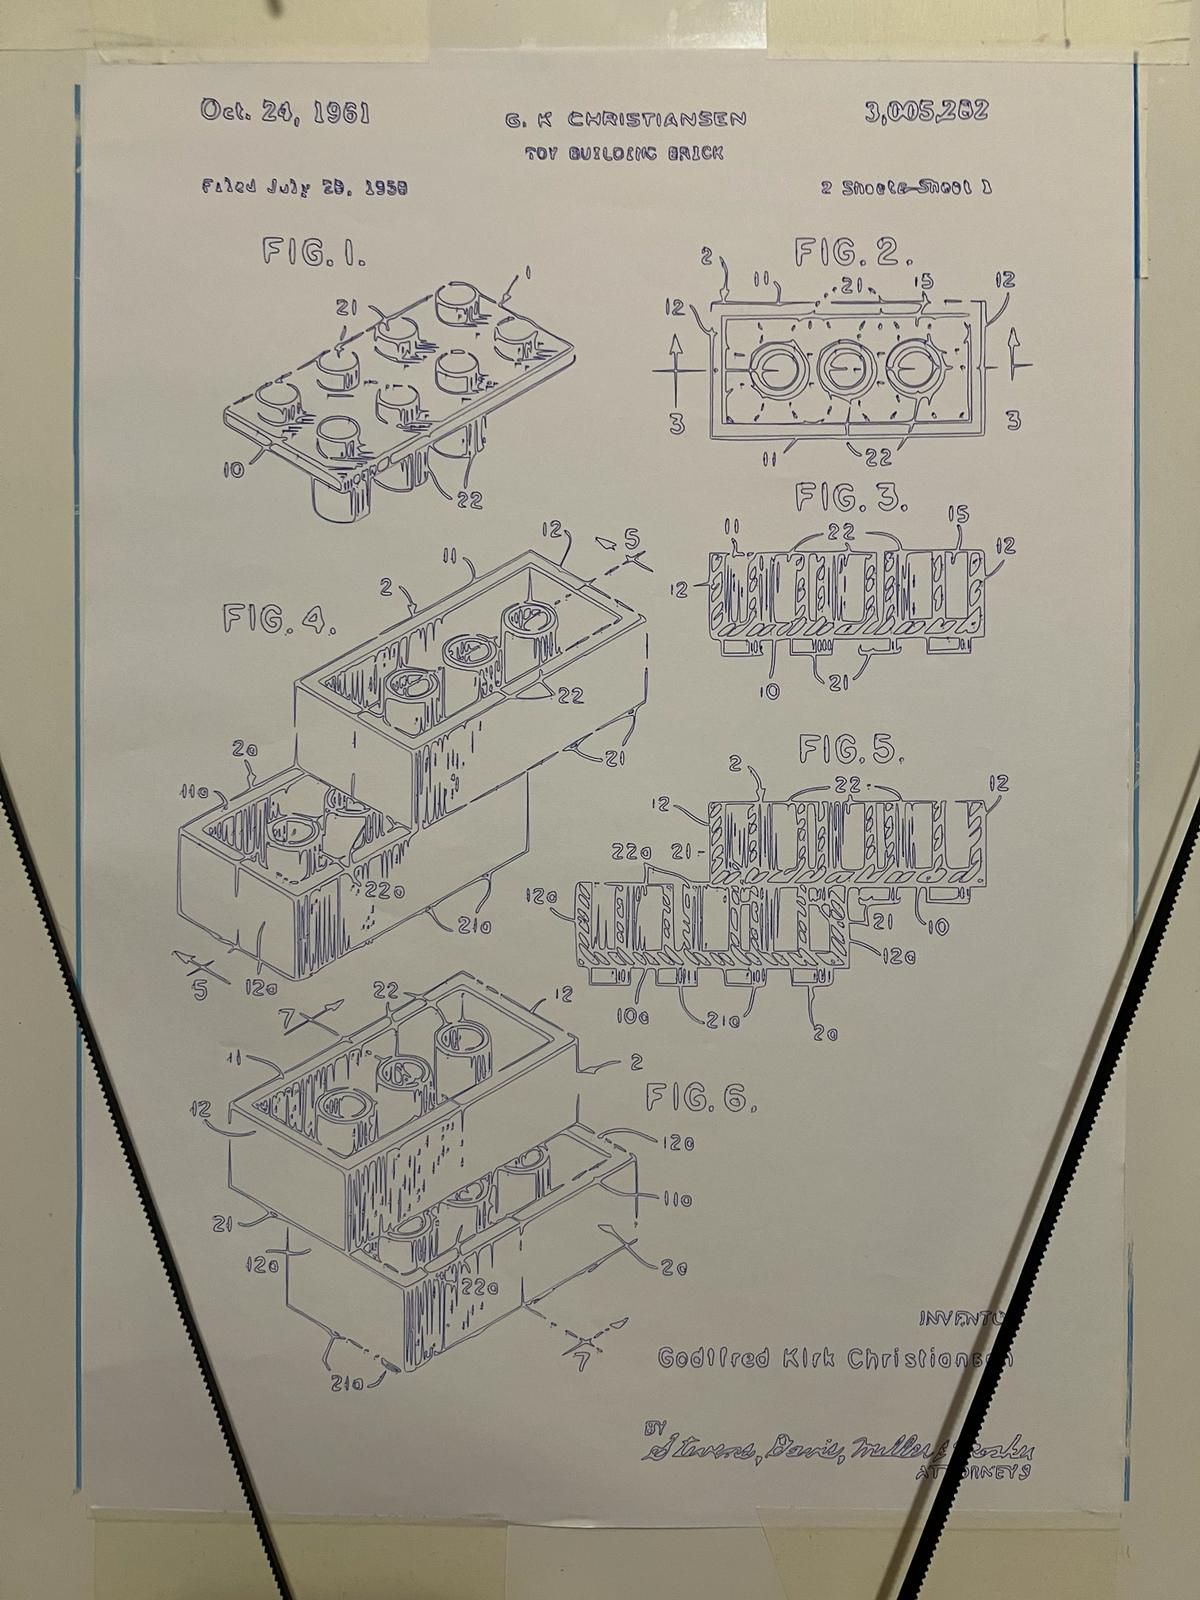 Oct. 24, 1961
G. K CHRISTIANSEN
3,005,282
TOY BUILDING BRICK
Filed July 28, 1958
2 Sheets-Sheet 1
FIG. 1.
21
1
10
22
FIG. 2.
2
11
21
15
12
12
3
3
11
22
FIG. 3.
11
22
15
12
12
10
21
FIG. 4.
12
5
11
2
22
21
2a
11a
22a
21a
5
12a
FIG. 5.
2
22
12
12
22a
21
12a
21
10
12a
10a
21a
2a
FIG. 6.
7
22
12
11
2
12
12a
11a
21
12a
22a
2a
7
21a
INVENTO
Godtfred Kirk Christiansen
BY
Stevens, Davis, Miller &
ATTORNEYS